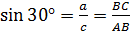 sin 30° = a/c = BC/AB